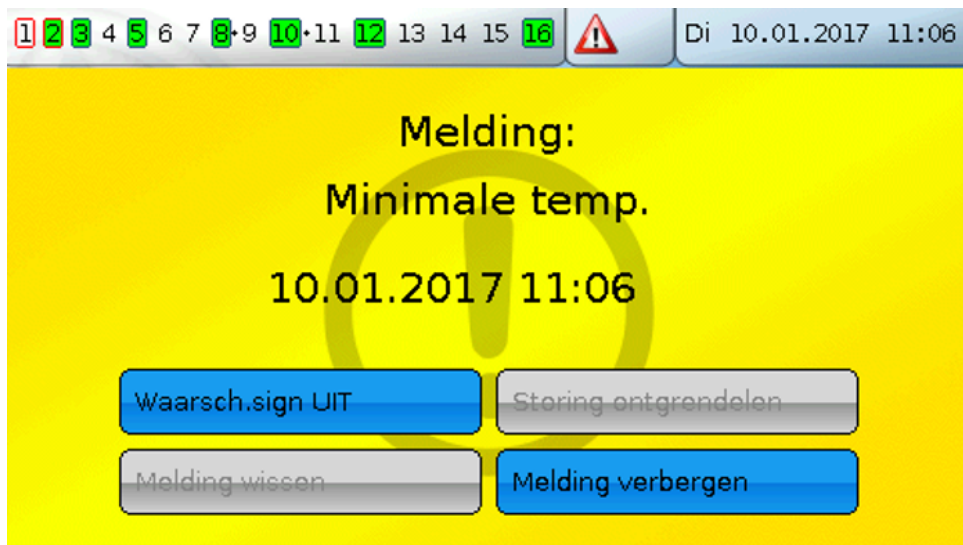 1 2 3 4 5 6 7 8·9 10·11 12 13 14 15 16 Di 10.01.2017 11:06
Melding:
Minimale temp.
10.01.2017 11:06
Waarsch.sign UIT Storing ontgrendelen
Melding wissen Melding verbergen